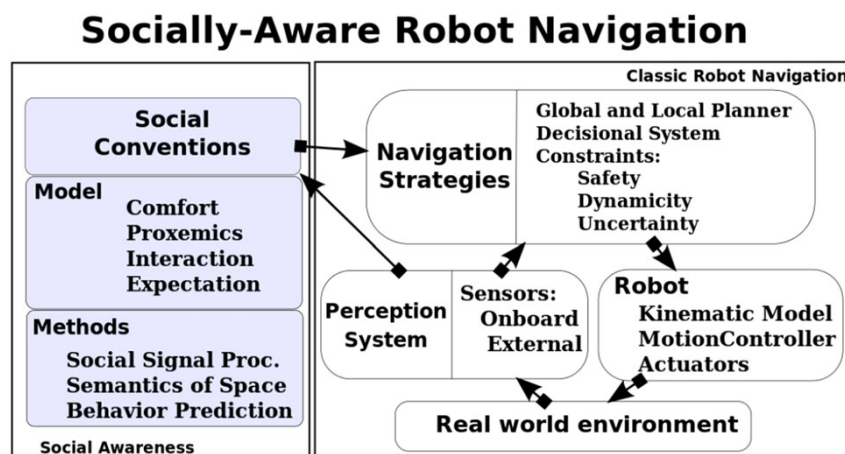 Socially-Aware Robot Navigation
Social
Conventions
Model
Comfort
Proxemics
Interaction
Expectation
Methods
Social Signal Proc.
Semantics of Space
Behavior Prediction
Social Awareness
Classic Robot Navigation
Navigation
Strategies
Global and Local Planner
Decisional System
Constraints:
Safety
Dynamicity
Uncertainty
Perception
System
Sensors:
Onboard
External
Robot
Kinematic Model
MotionController
Actuators
Real world environment